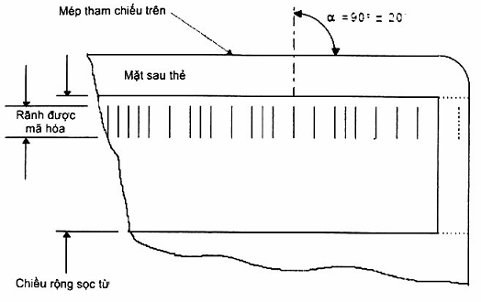 Mép tham chiếu trên
α = 90° ± 20'
Mặt sau thẻ
Rãnh được
mã hóa
Chiều rộng sọc từ